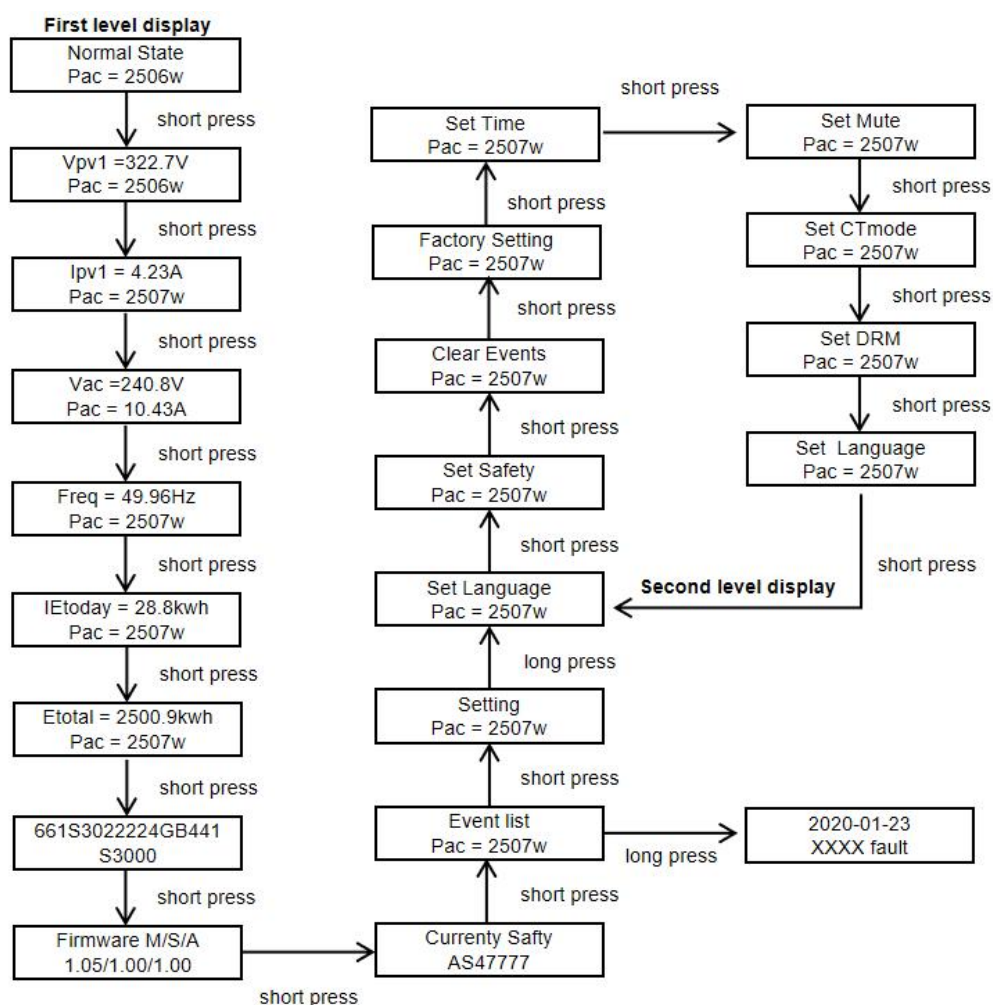 First level display
Normal State
Pac = 2506w
short press
Vpv1 =322.7V
Pac = 2506w
short press
Ipv1 = 4.23A
Pac = 2507w
short press
Vac =240.8V
Pac = 10.43A
short press
Freq = 49.96Hz
Pac = 2507w
short press
IEtoday = 28.8kwh
Pac = 2507w
short press
Etotal = 2500.9kwh
Pac = 2507w
short press
661S3022224GB441
S3000
short press
Firmware M/S/A
1.05/1.00/1.00
short press
Currenty Safty
AS47777
short press
Event list
Pac = 2507w
long press
2020-01-23
XXXX fault
short press
Setting
Pac = 2507w
long press
Set Language
Pac = 2507w
short press
Set Safety
Pac = 2507w
short press
Clear Events
Pac = 2507w
short press
Factory Setting
Pac = 2507w
short press
Set Time
Pac = 2507w
short press
Set Mute
Pac = 2507w
short press
Set CTmode
Pac = 2507w
short press
Set DRM
Pac = 2507w
short press
Set  Language
Pac = 2507w
short press
Second level display